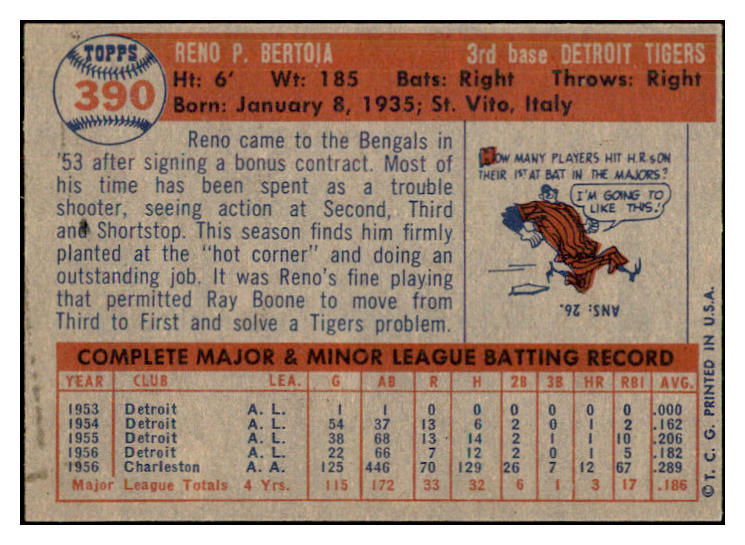 TOPPS
390
RENO P. BERTOIA 3rd base DETROIT TIGERS
Ht: 6' Wt: 185 Bats: Right Throws: Right
Born: January 8, 1935; St. Vito, Italy
Reno came to the Bengals in
'53 after signing a bonus contract. Most of
his time has been spent as a trouble
shooter, seeing action at Second, Third
and Shortstop. This season finds him firmly
planted at the "hot corner" and doing an
outstanding job. It was Reno's fine playing
that permitted Ray Boone to move from
Third to First and solve a Tigers problem.
HOW MANY PLAYERS HIT H.R.s ON
THEIR 1ST AT BAT IN THE MAJORS?
I'M GOING TO
LIKE THIS!
ANS: 26.
COMPLETE MAJOR & MINOR LEAGUE BATTING RECORD
YEAR CLUB LEA. G AB R H 2B 3B HR RBI AVG.
1953 Detroit A. L. 1 1 0 0 0 0 0 0 .000
1954 Detroit A. L. 54 37 13 6 2 0 1 2 .162
1955 Detroit A. L. 38 68 13 14 2 1 1 10 .206
1956 Detroit A. L. 22 66 7 12 2 0 1 5 .182
1956 Charleston A. A. 125 446 70 129 26 7 12 67 .289
Major League Totals 4 Yrs. 115 172 33 32 6 1 3 17 .186
© T. C. G. PRINTED IN U.S.A.